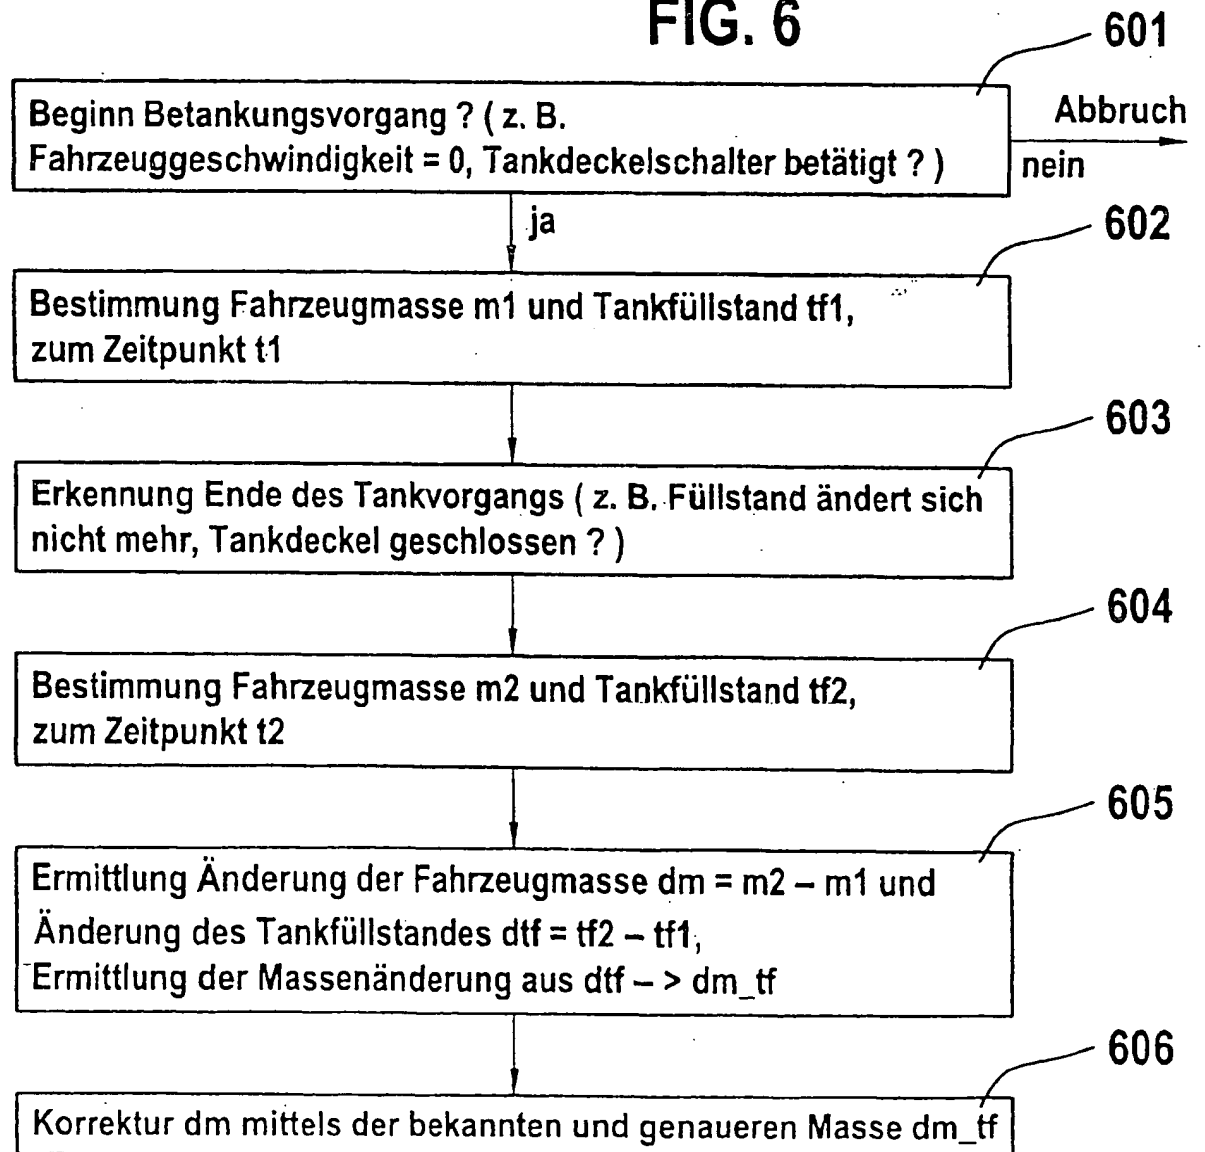 FIG. 6
601
Beginn Betankungsvorgang ? ( z. B.
Fahrzeuggeschwindigkeit = 0, Tankdeckelschalter betätigt ? )
Abbruch
nein
ja
602
Bestimmung Fahrzeugmasse m1 und Tankfüllstand tf1,
zum Zeitpunkt t1
603
Erkennung Ende des Tankvorgangs ( z. B. Füllstand ändert sich
nicht mehr, Tankdeckel geschlossen ? )
604
Bestimmung Fahrzeugmasse m2 und Tankfüllstand tf2,
zum Zeitpunkt t2
605
Ermittlung Änderung der Fahrzeugmasse dm = m2 – m1 und
Änderung des Tankfüllstandes dtf = tf2 – tf1,
Ermittlung der Massenänderung aus dtf – > dm_tf
606
Korrektur dm mittels der bekannten und genaueren Masse dm_tf